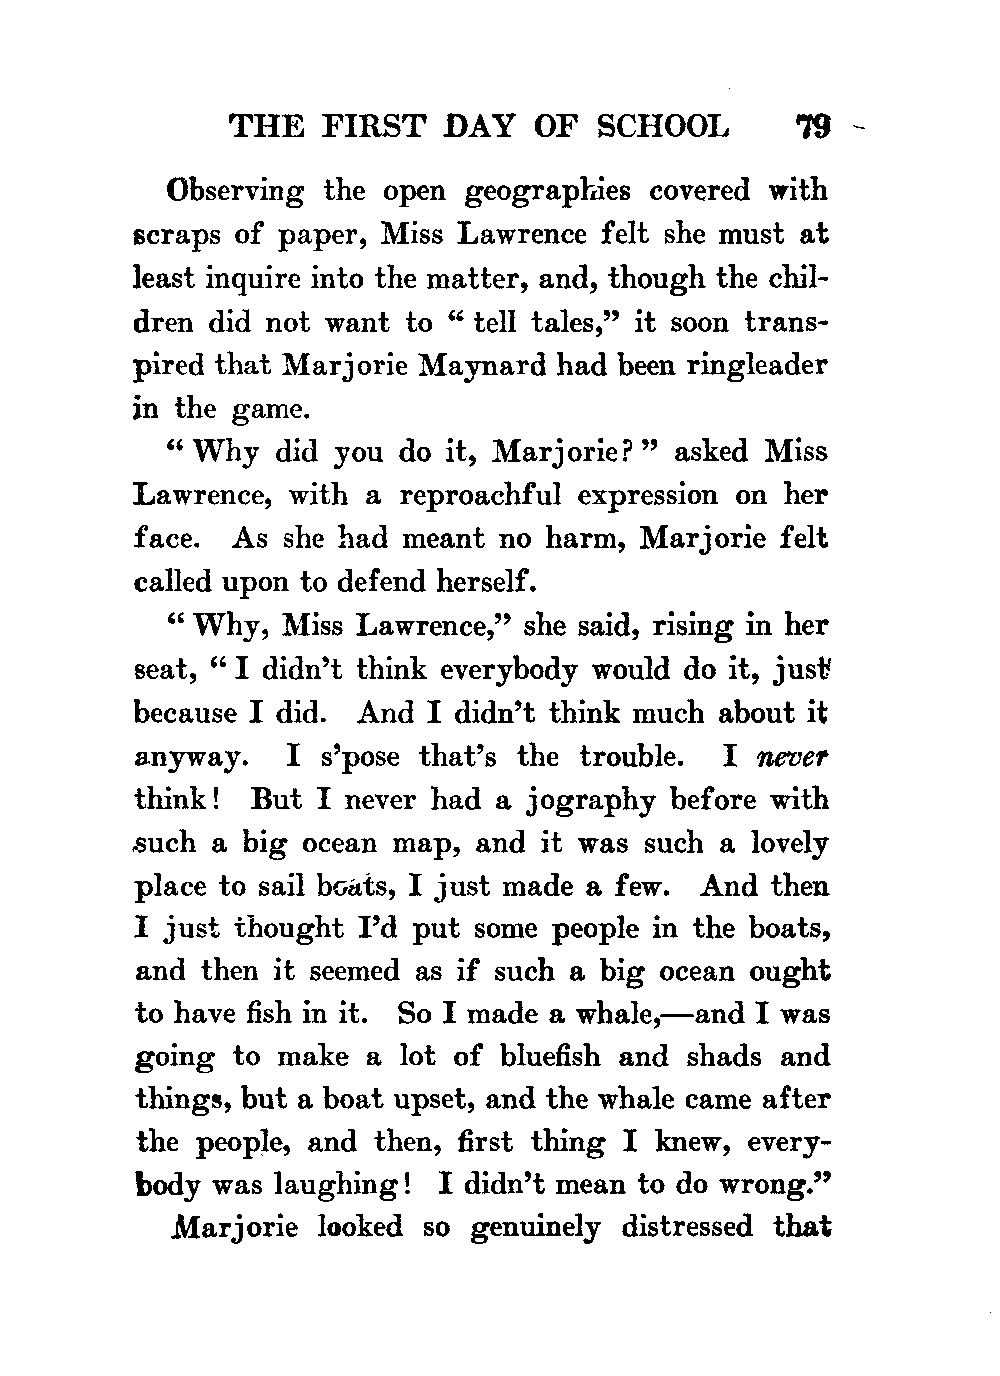 THE FIRST DAY OF SCHOOL 79
Observing the open geographies covered with
scraps of paper, Miss Lawrence felt she must at
least inquire into the matter, and, though the chil-
dren did not want to “ tell tales,” it soon trans-
pired that Marjorie Maynard had been ringleader
in the game.
“ Why did you do it, Marjorie? ” asked Miss
Lawrence, with a reproachful expression on her
face. As she had meant no harm, Marjorie felt
called upon to defend herself.
“ Why, Miss Lawrence,” she said, rising in her
seat, “ I didn’t think everybody would do it, just
because I did. And I didn’t think much about it
anyway. I s’pose that’s the trouble. I never
think! But I never had a jography before with
such a big ocean map, and it was such a lovely
place to sail boats, I just made a few. And then
I just thought I’d put some people in the boats,
and then it seemed as if such a big ocean ought
to have fish in it. So I made a whale,—and I was
going to make a lot of bluefish and shads and
things, but a boat upset, and the whale came after
the people, and then, first thing I knew, every-
body was laughing! I didn’t mean to do wrong.”
Marjorie looked so genuinely distressed that